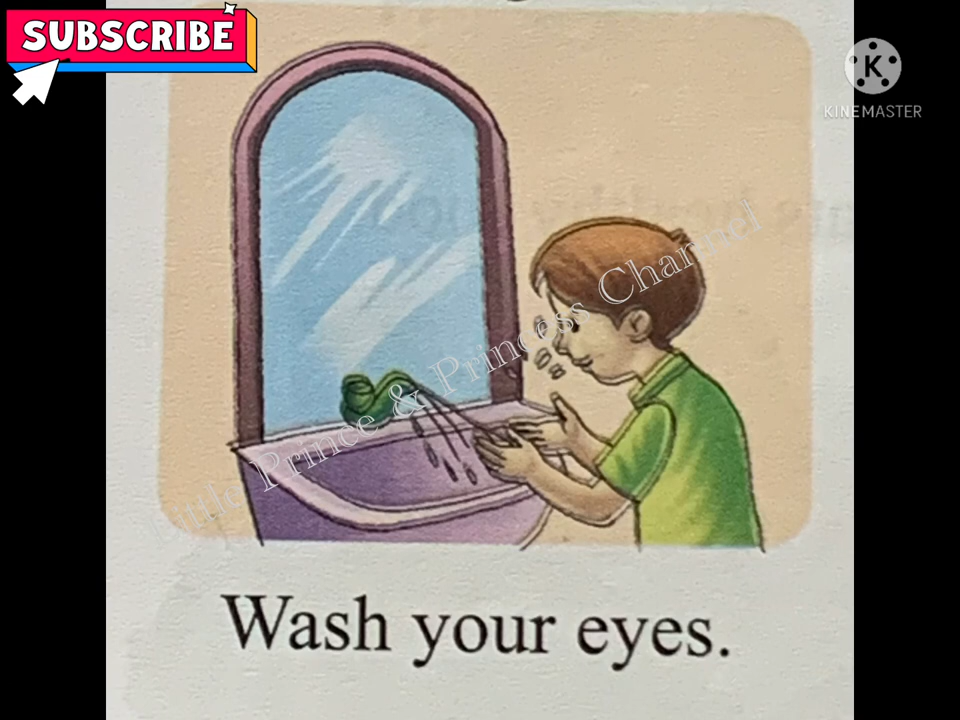 SUBSCRIBE
K
KINEMASTER
Little Prince & Princess Channel
Wash your eyes.